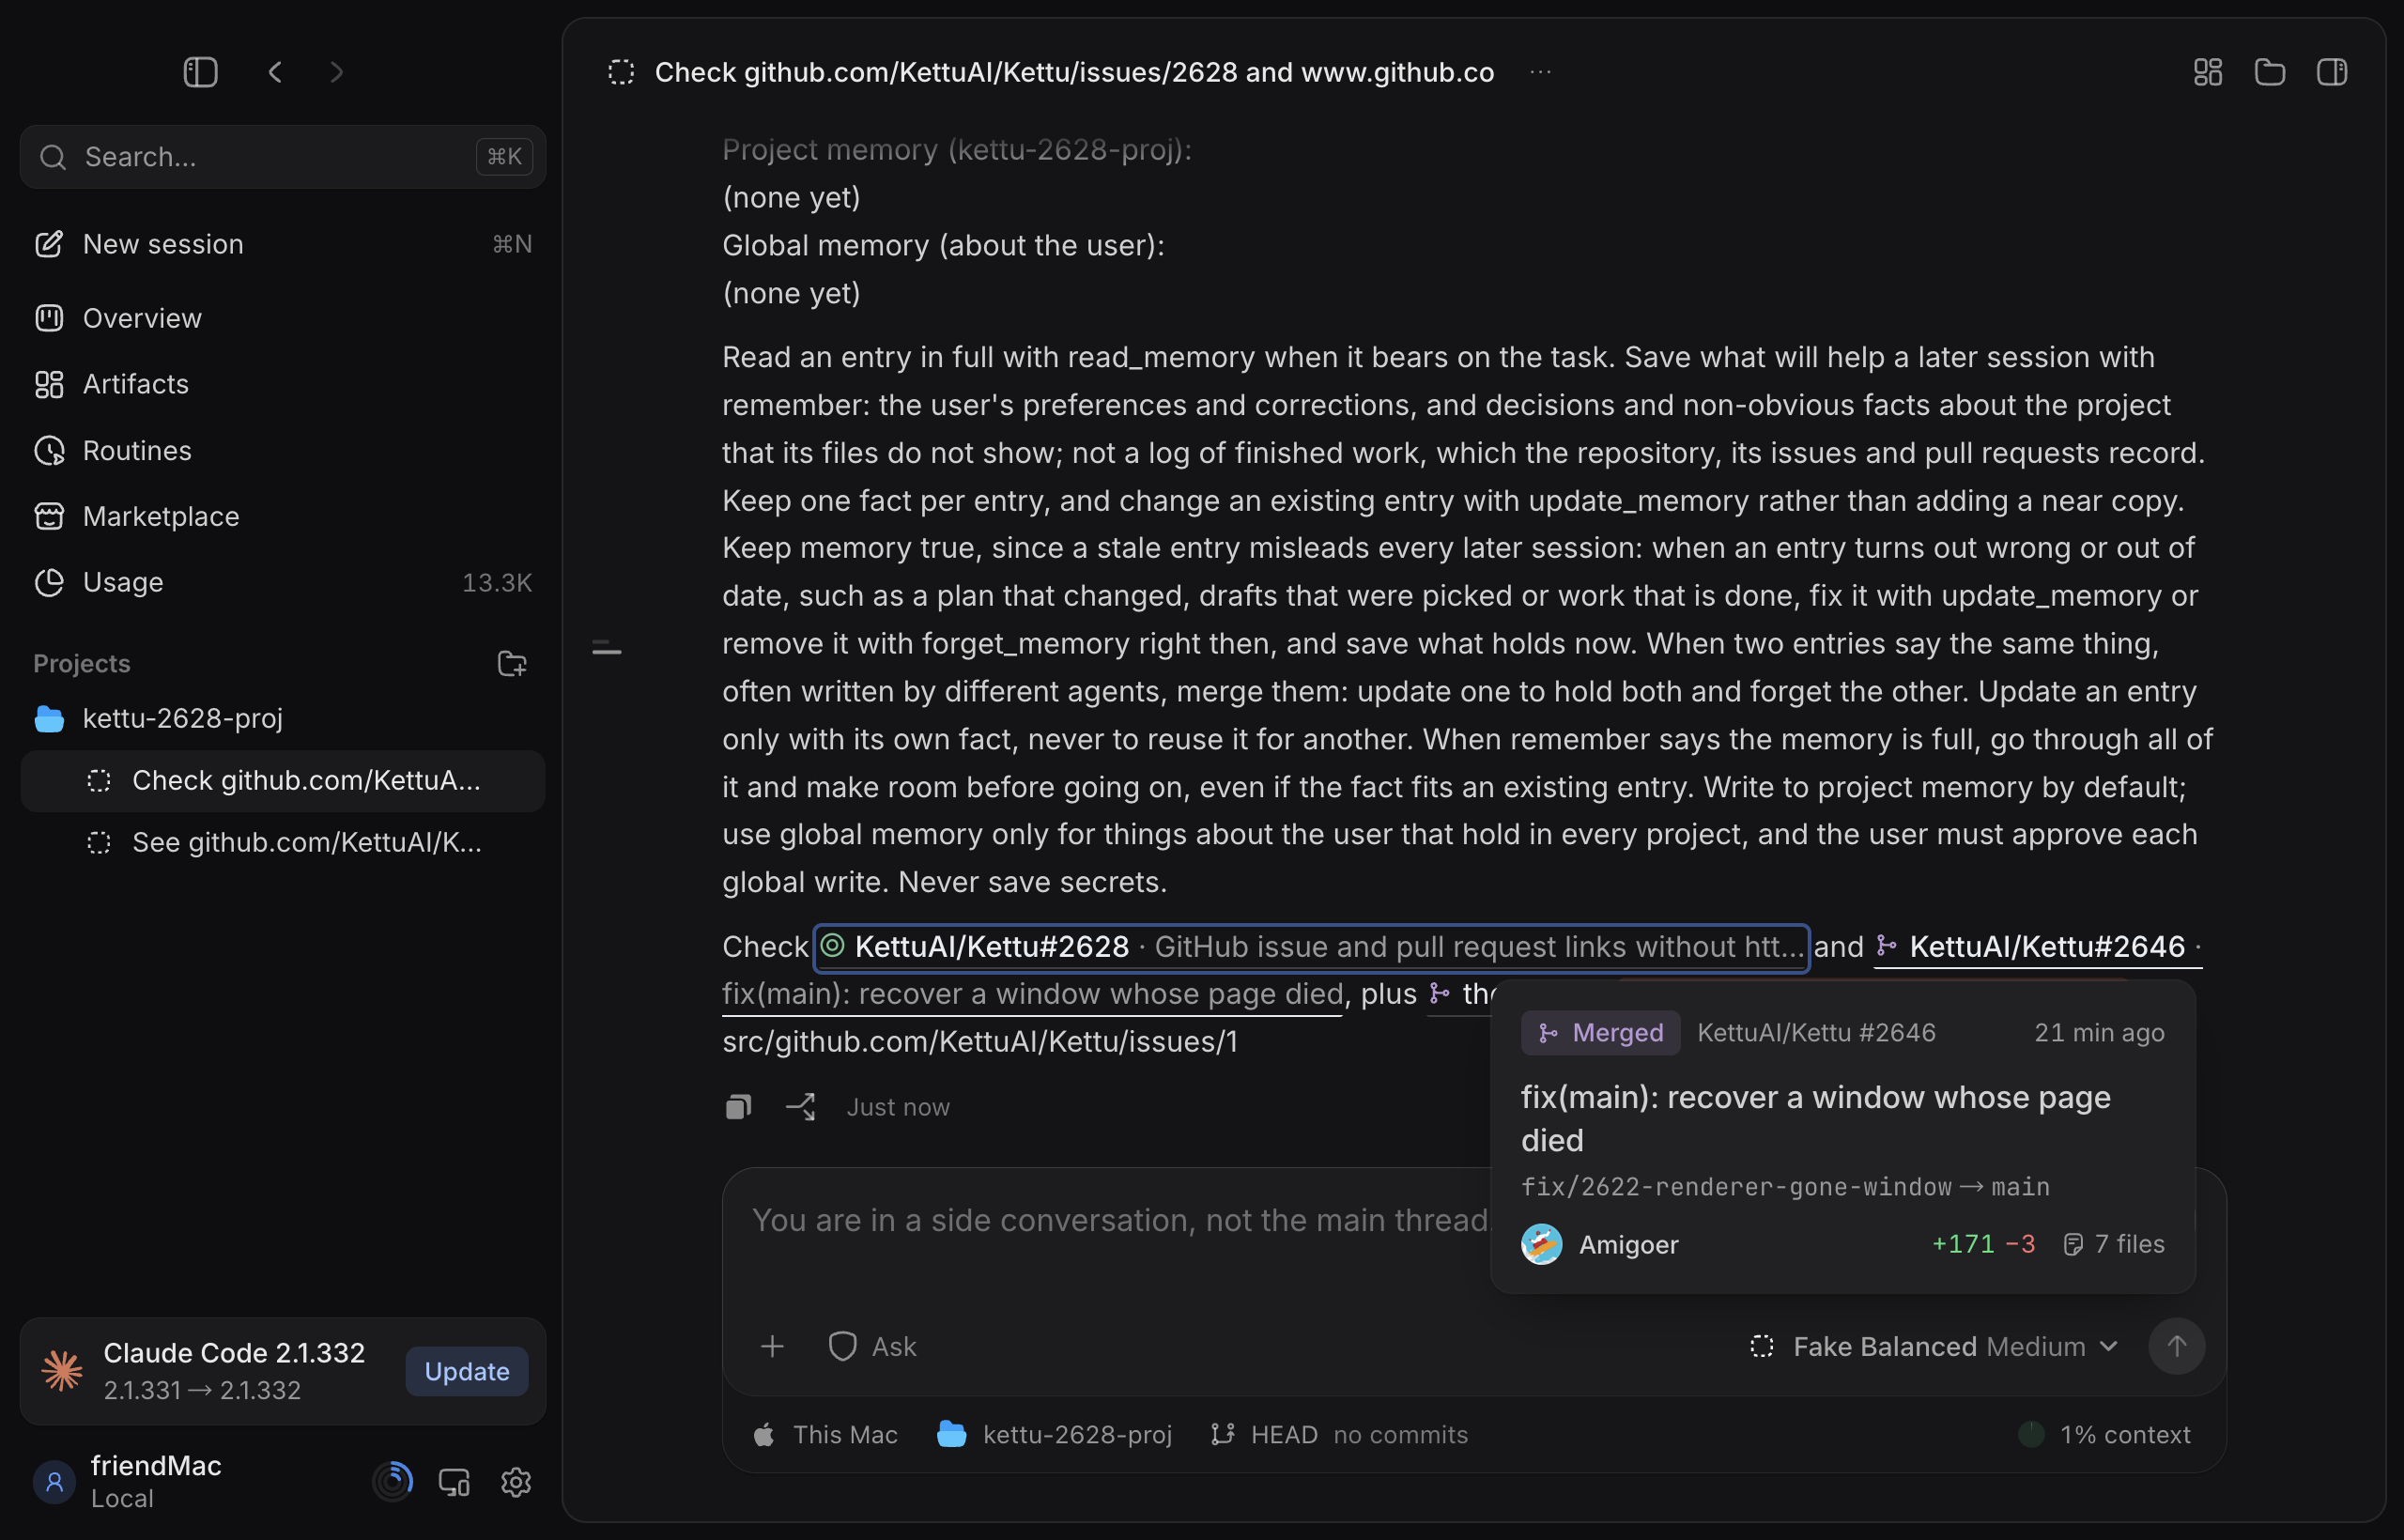 Search...
⌘K
New session
⌘N
Overview
Artifacts
Routines
Marketplace
Usage
13.3K
Projects
kettu-2628-proj
Check github.com/KettuA...
See github.com/KettuAI/K...
Claude Code 2.1.332
2.1.331 → 2.1.332
Update
friendMac
Local
Check github.com/KettuAI/Kettu/issues/2628 and www.github.co
...
Project memory (kettu-2628-proj):
(none yet)
Global memory (about the user):
(none yet)
Read an entry in full with read_memory when it bears on the task. Save what will help a later session with
remember: the user's preferences and corrections, and decisions and non-obvious facts about the project
that its files do not show; not a log of finished work, which the repository, its issues and pull requests record.
Keep one fact per entry, and change an existing entry with update_memory rather than adding a near copy.
Keep memory true, since a stale entry misleads every later session: when an entry turns out wrong or out of
date, such as a plan that changed, drafts that were picked or work that is done, fix it with update_memory or
remove it with forget_memory right then, and save what holds now. When two entries say the same thing,
often written by different agents, merge them: update one to hold both and forget the other. Update an entry
only with its own fact, never to reuse it for another. When remember says the memory is full, go through all of
it and make room before going on, even if the fact fits an existing entry. Write to project memory by default;
use global memory only for things about the user that hold in every project, and the user must approve each
global write. Never save secrets.
Check KettuAI/Kettu#2628 · GitHub issue and pull request links without htt... and KettuAI/Kettu#2646 ·
fix(main): recover a window whose page died, plus
src/github.com/KettuAI/Kettu/issues/1
Just now
Merged
KettuAI/Kettu #2646
21 min ago
fix(main): recover a window whose page
died
fix/2622-renderer-gone-window → main
Amigoer
+171 −3
7 files
You are in a side conversation, not the main thread.
Ask
Fake Balanced Medium
This Mac
kettu-2628-proj
HEAD no commits
1% context